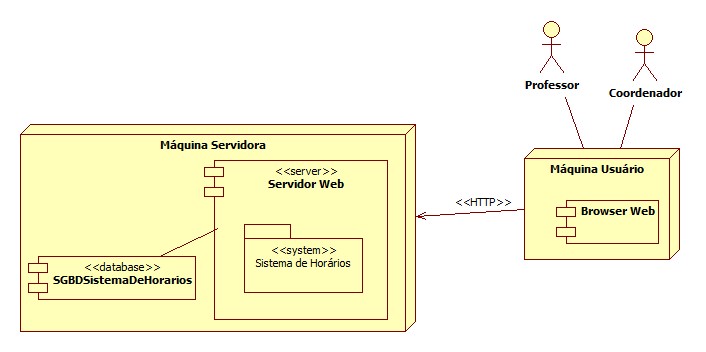 Professor
Coordenador
Máquina Servidora
<<server>>
Servidor Web
<<system>>
Sistema de Horários
<<database>>
SGBDSistemaDeHorarios
<<HTTP>>
Máquina Usuário
Browser Web